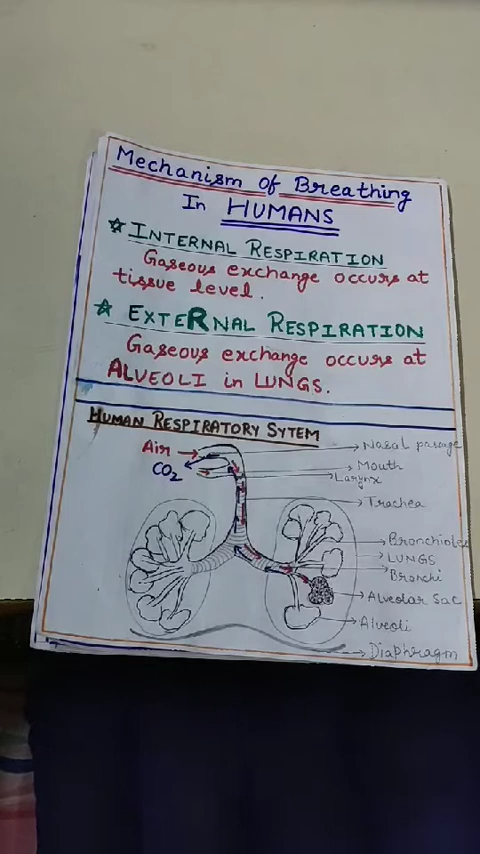 Mechanism of Breathing
In HUMANS
☆ INTERNAL RESPIRATION
Gaseous exchange occurs at
tissue level.
☆ EXTERNAL RESPIRATION
Gaseous exchange occurs at
ALVEOLI in LUNGS.
HUMAN RESPIRATORY SYTEM
Air
CO2
Nasal passage
Mouth
Larynx
Trachea
Bronchioles
LUNGS
Bronchi
Alveolar Sac
Alveoli
Diaphragm